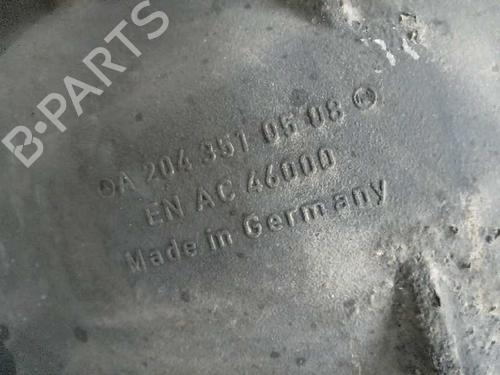 B-PARTS
A 204 351 05 08
EN AC 46000
Made in Germany